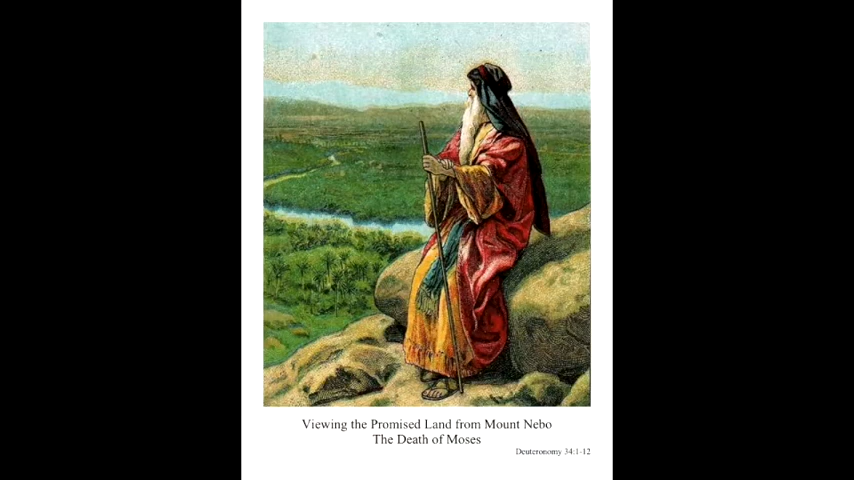 Viewing the Promised Land from Mount Nebo
The Death of Moses
Deuteronomy 34:1-12